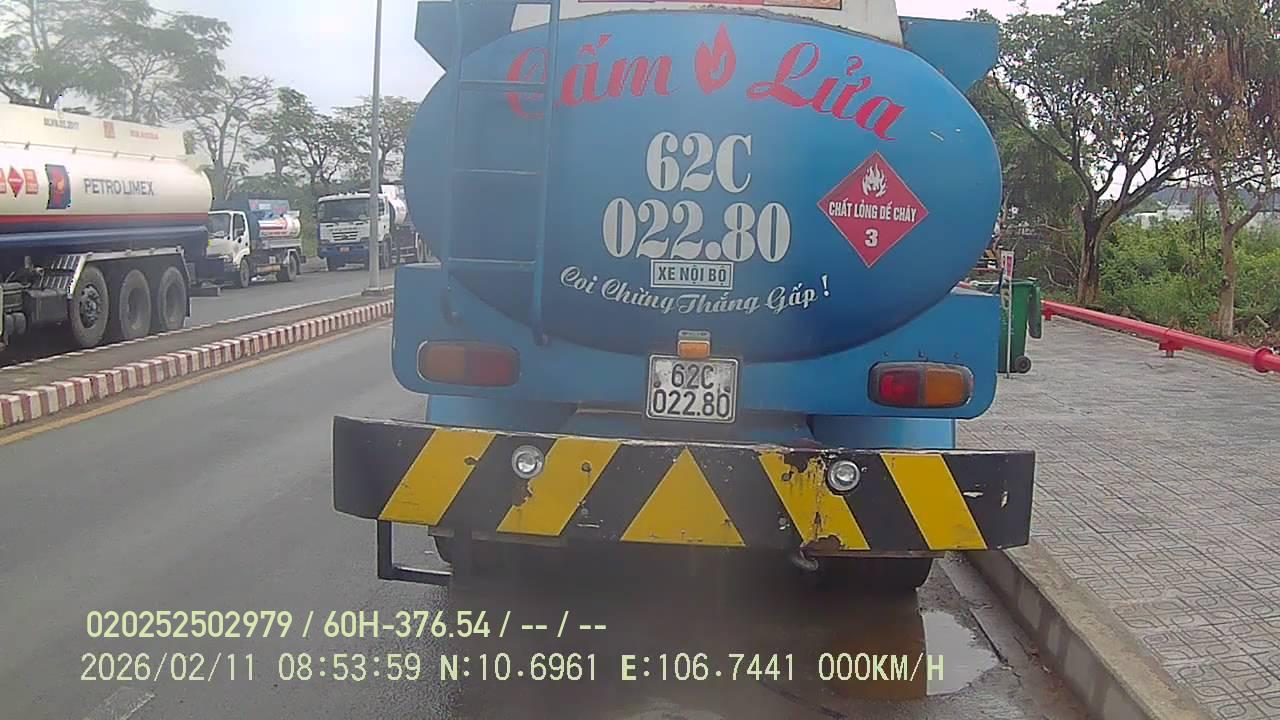 Cấm Lửa
62C
022.80
XE NỘI BỘ
Coi Chừng Thắng Gấp !
CHẤT LỎNG DỄ CHÁY
3
PETROLIMEX
62C
022.80
020252502979 / 60H-376.54 / -- / --
2026/02/11 08:53:59 N:10.6961 E:106.7441 000KM/H